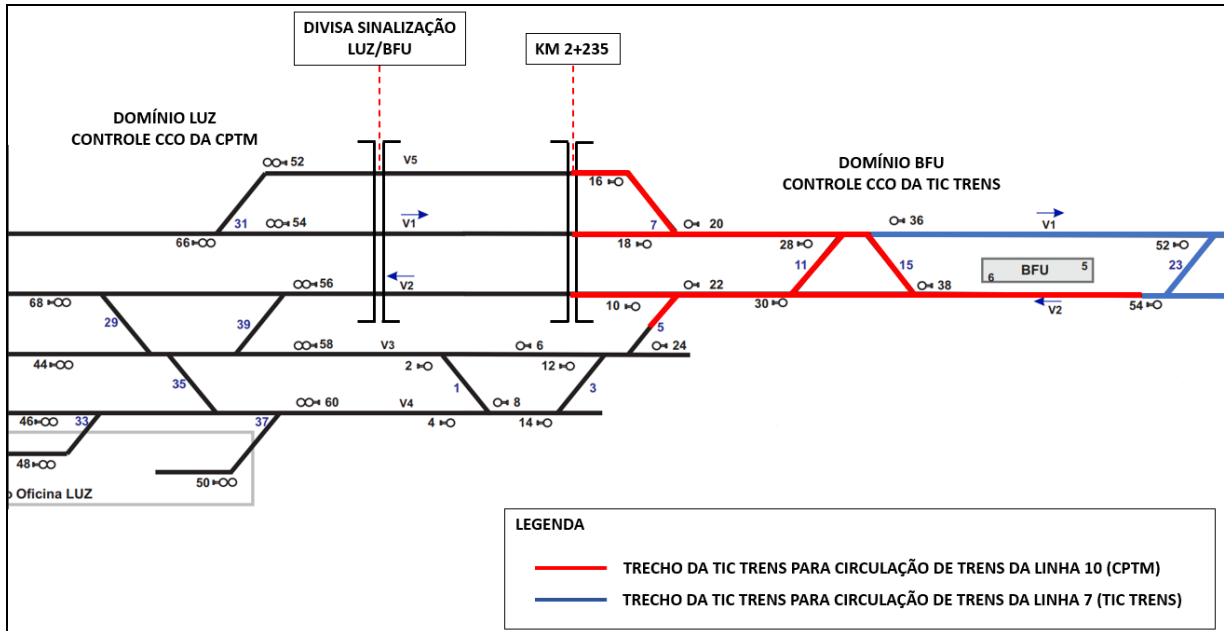 DIVISA SINALIZAÇÃO
LUZ/BFU
KM 2+235
DOMÍNIO LUZ
CONTROLE CCO DA CPTM
DOMÍNIO BFU
CONTROLE CCO DA TIC TRENS
52
V5
16
31
54
V1
7
20
36
V1
66
18
28
52
11
15
BFU
5
6
23
56
V2
22
38
68
10
30
V2
54
29
39
5
58
V3
6
24
44
2
12
35
1
3
60
V4
8
46
33
37
4
14
48
50
o Oficina LUZ
LEGENDA
TRECHO DA TIC TRENS PARA CIRCULAÇÃO DE TRENS DA LINHA 10 (CPTM)
TRECHO DA TIC TRENS PARA CIRCULAÇÃO DE TRENS DA LINHA 7 (TIC TRENS)